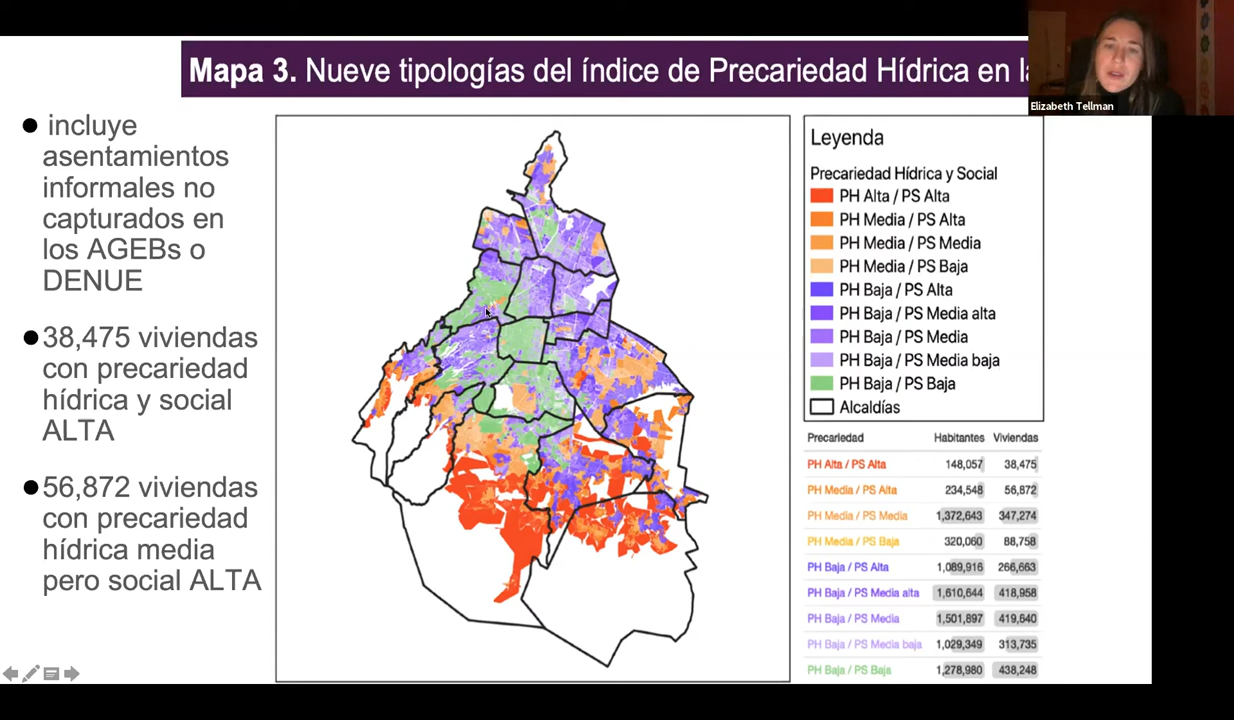 Mapa 3. Nueve tipologías del índice de Precariedad Hídrica en
Elizabeth Tellman
● incluye
asentamientos
informales no
capturados en
los AGEBs o
DENUE
● 38,475 viviendas
con precariedad
hídrica y social
ALTA
● 56,872 viviendas
con precariedad
hídrica media
pero social ALTA
Leyenda
Precariedad Hídrica y Social
PH Alta / PS Alta
PH Media / PS Alta
PH Media / PS Media
PH Media / PS Baja
PH Baja / PS Alta
PH Baja / PS Media alta
PH Baja / PS Media
PH Baja / PS Media baja
PH Baja / PS Baja
Alcaldías
Precariedad Habitantes Viviendas
PH Alta / PS Alta 148,057 38,475
PH Media / PS Alta 234,548 56,872
PH Media / PS Media 1,372,643 347,274
PH Media / PS Baja 320,060 88,758
PH Baja / PS Alta 1,089,916 266,663
PH Baja / PS Media alta 1,610,644 418,958
PH Baja / PS Media 1,501,897 419,640
PH Baja / PS Media baja 1,029,349 313,735
PH Baja / PS Baja 1,278,980 438,248